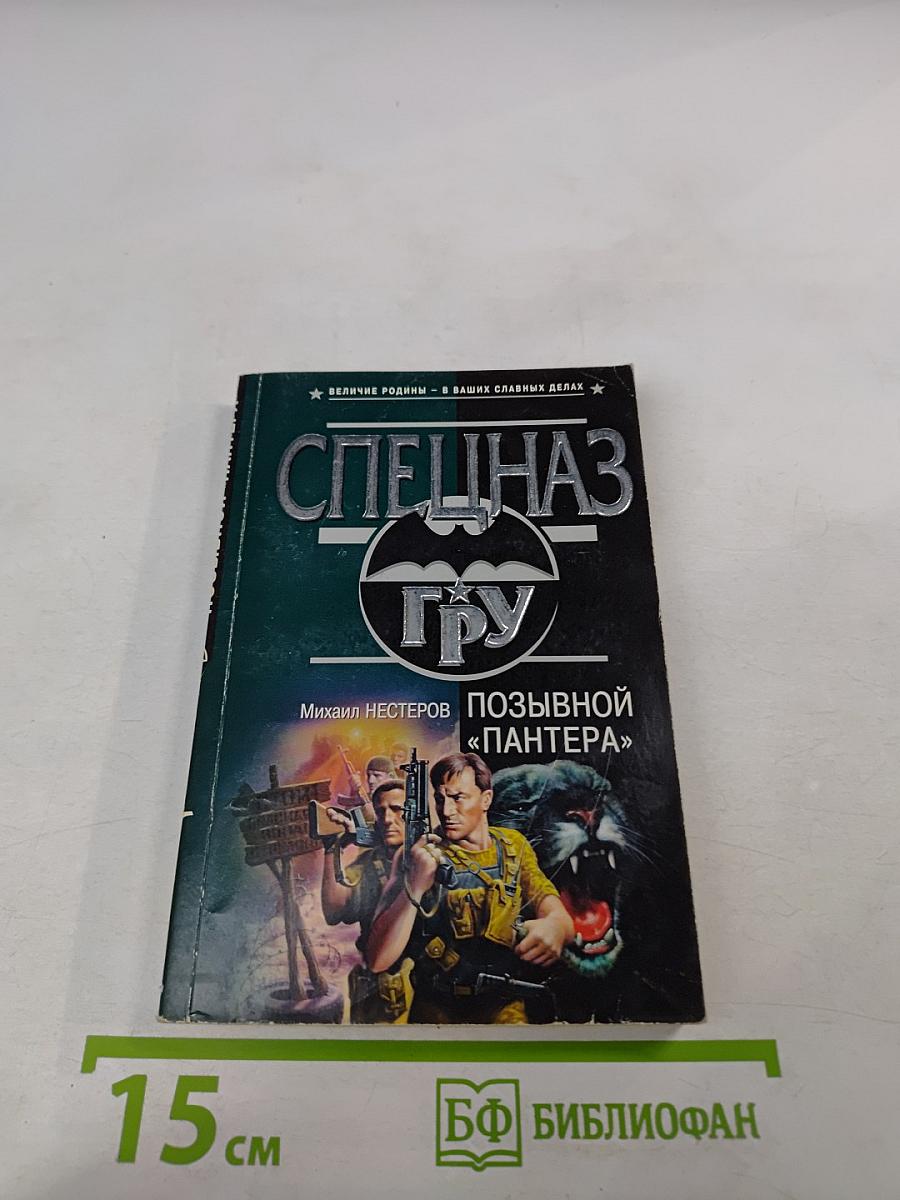 ВЕЛИЧИЕ РОДИНЫ – В ВАШИХ СЛАВНЫХ ДЕЛАХ
СПЕЦНАЗ
ГРУ
Михаил НЕСТЕРОВ
ПОЗЫВНОЙ
«ПАНТЕРА»
15 см
БФ БИБЛИОФАН